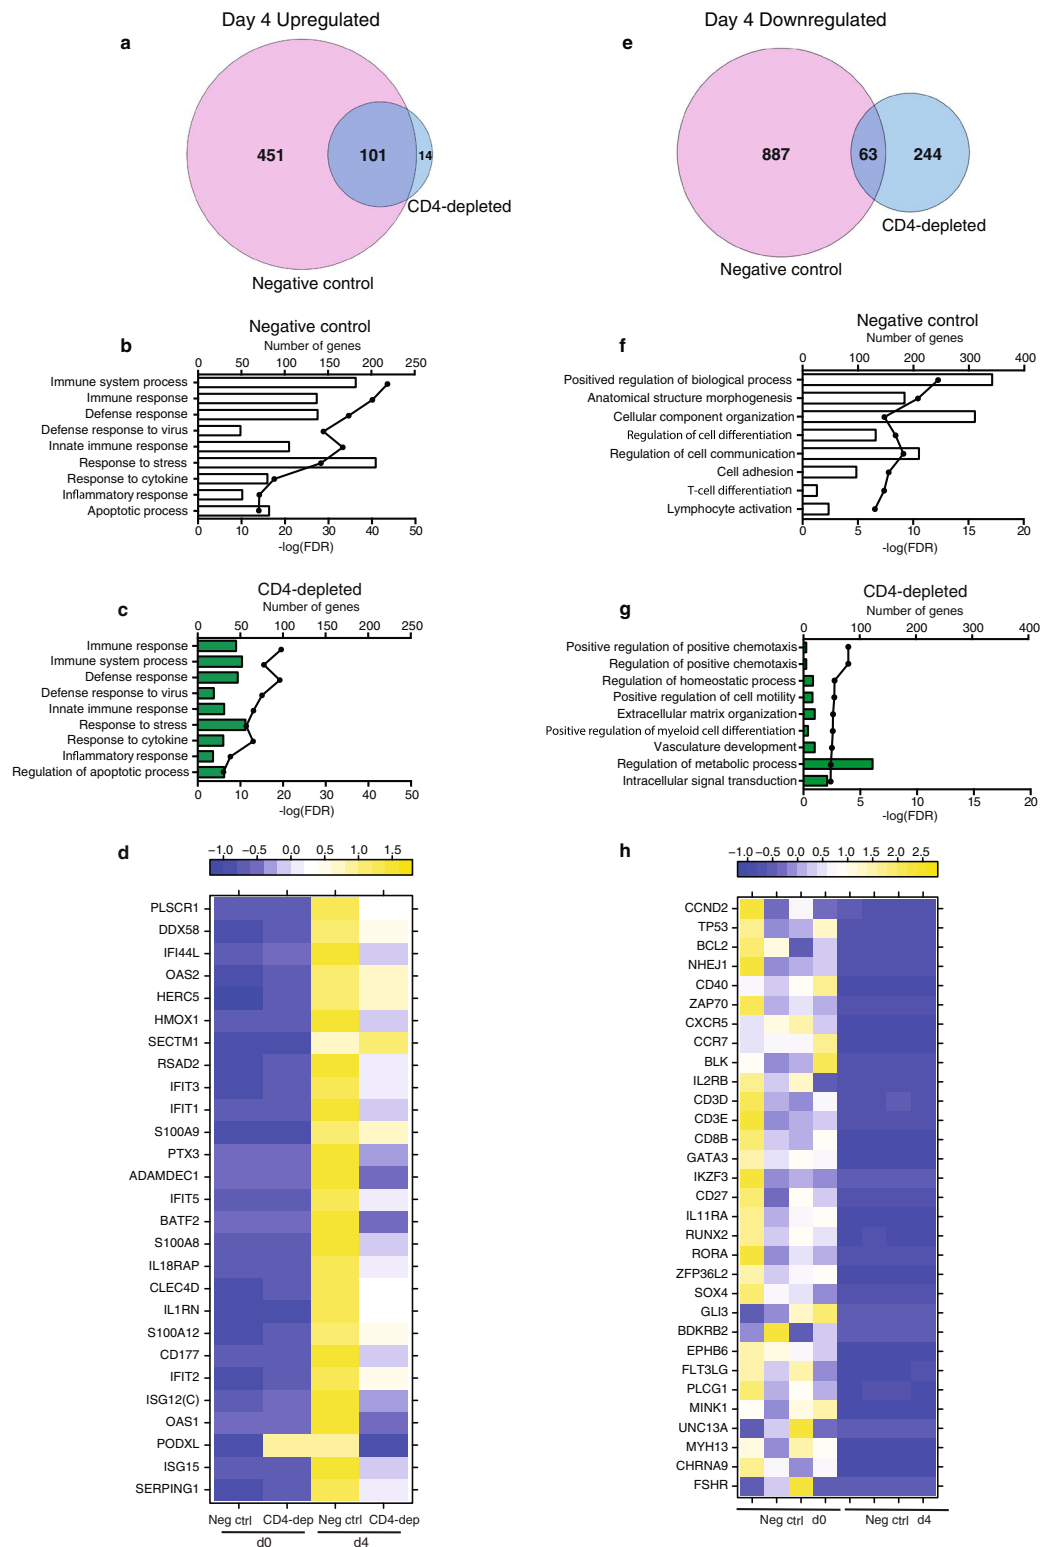 Day 4 Upregulated
a
451
101
14
CD4-depleted
Negative control
Negative control
b
Number of genes
0 50 100 150 200 250
Immune system process
Immune response
Defense response
Defense response to virus
Innate immune response
Response to stress
Response to cytokine
Inflammatory response
Apoptotic process
0 10 20 30 40 50
-log(FDR)
CD4-depleted
c
Number of genes
0 50 100 150 200 250
Immune response
Immune system process
Defense response
Defense response to virus
Innate immune response
Response to stress
Response to cytokine
Inflammatory response
Regulation of apoptotic process
0 10 20 30 40 50
-log(FDR)
d
−1.0 −0.5 0.0 0.5 1.0 1.5
PLSCR1
DDX58
IFI44L
OAS2
HERC5
HMOX1
SECTM1
RSAD2
IFIT3
IFIT1
S100A9
PTX3
ADAMDEC1
IFIT5
BATF2
S100A8
IL18RAP
CLEC4D
IL1RN
S100A12
CD177
IFIT2
ISG12(C)
OAS1
PODXL
ISG15
SERPING1
Neg ctrl CD4-dep Neg ctrl CD4-dep
d0 d4
Day 4 Downregulated
e
887
63
244
CD4-depleted
Negative control
Negative control
f
Number of genes
0 100 200 300 400
Positived regulation of biological process
Anatomical structure morphogenesis
Cellular component organization
Regulation of cell differentiation
Regulation of cell communication
Cell adhesion
T-cell differentiation
Lymphocyte activation
0 5 10 15 20
-log(FDR)
CD4-depleted
g
Number of genes
0 100 200 300 400
Positive regulation of positive chemotaxis
Regulation of positive chemotaxis
Regulation of homeostatic process
Positive regulation of cell motility
Extracellular matrix organization
Positive regulation of myeloid cell differentiation
Vasculature development
Regulation of metabolic process
Intracellular signal transduction
0 5 10 15 20
-log(FDR)
h
−1.0 −0.5 0.0 0.5 1.0 1.5 2.0 2.5
CCND2
TP53
BCL2
NHEJ1
CD40
ZAP70
CXCR5
CCR7
BLK
IL2RB
CD3D
CD3E
CD8B
GATA3
IKZF3
CD27
IL11RA
RUNX2
RORA
ZFP36L2
SOX4
GLI3
BDKRB2
EPHB6
FLT3LG
PLCG1
MINK1
UNC13A
MYH13
CHRNA9
FSHR
Neg ctrl d0 Neg ctrl d4